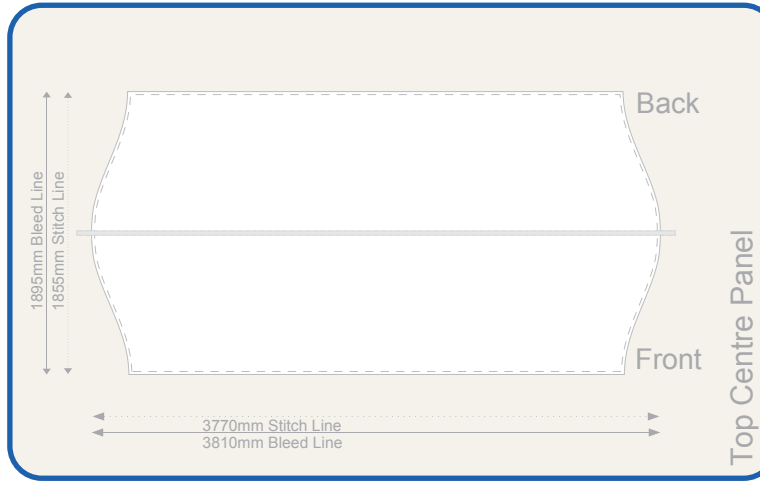 Back
1895mm Bleed Line
1855mm Stitch Line
Front
Top Centre Panel
3770mm Stitch Line
3810mm Bleed Line